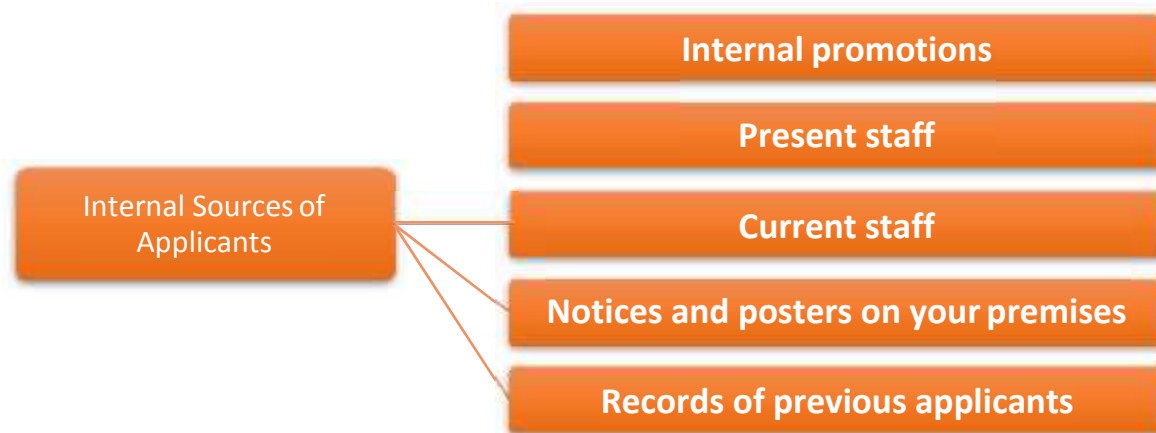 Internal Sources of
Applicants
Internal promotions
Present staff
Current staff
Notices and posters on your premises
Records of previous applicants